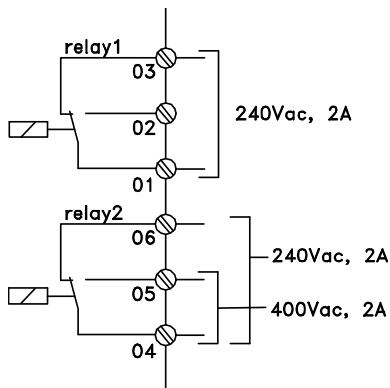 relay1
03
240Vac, 2A
02
01
relay2
06
240Vac, 2A
05
400Vac, 2A
04